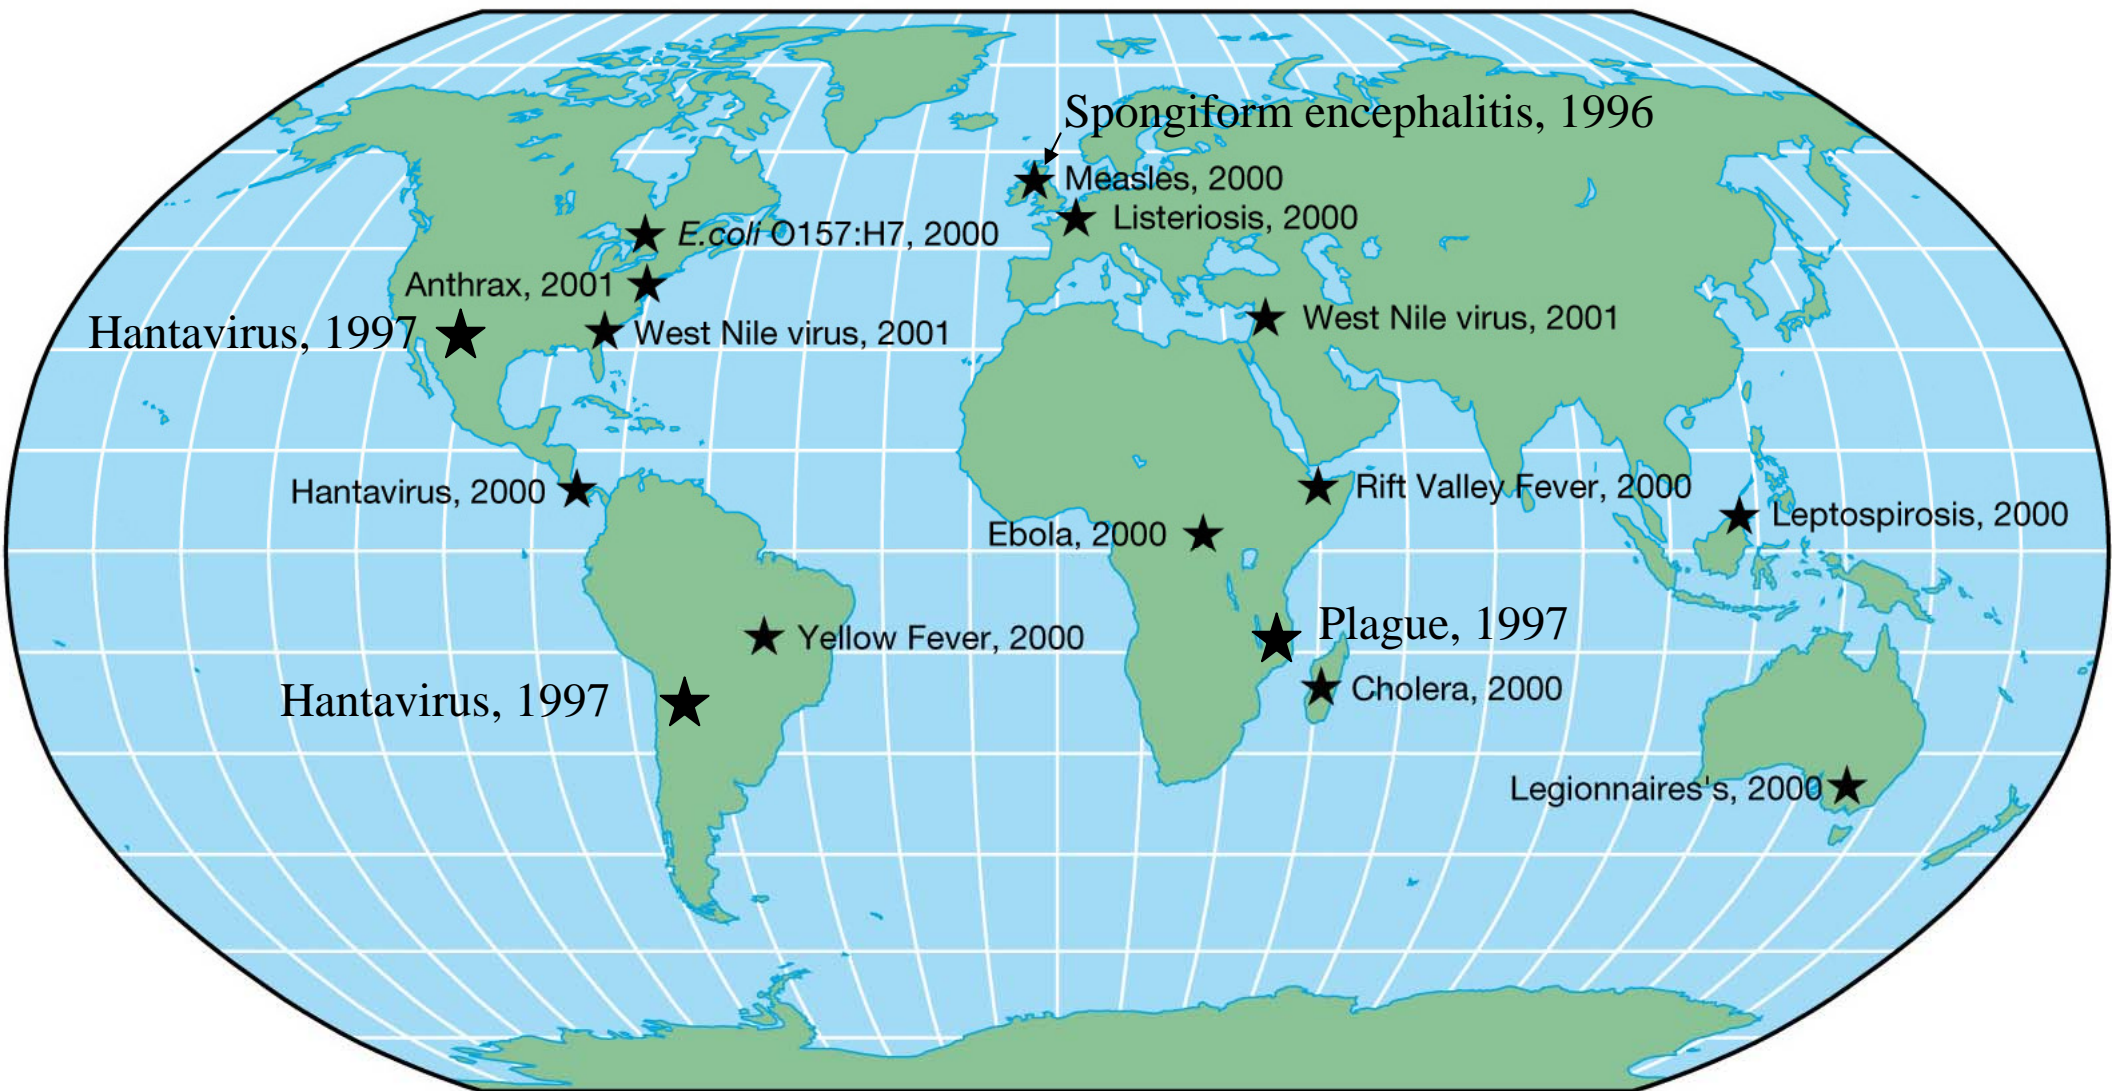 Spongiform encephalitis, 1996
Measles, 2000
Listeriosis, 2000
E.coli O157:H7, 2000
Anthrax, 2001
West Nile virus, 2001
Hantavirus, 1997
West Nile virus, 2001
Rift Valley Fever, 2000
Hantavirus, 2000
Leptospirosis, 2000
Ebola, 2000
Plague, 1997
Yellow Fever, 2000
Cholera, 2000
Hantavirus, 1997
Legionnaires's, 2000